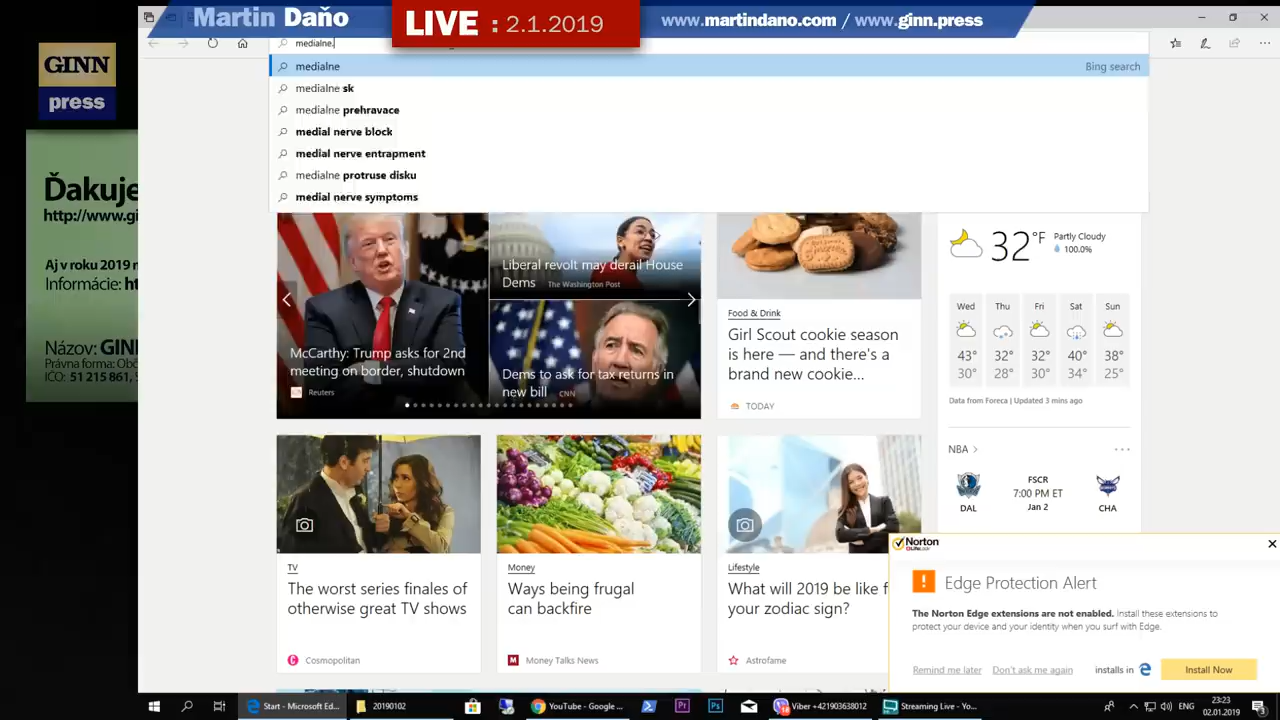 Martin Daňo
LIVE : 2.1.2019
www.martindano.com / www.ginn.press
GINN
press
Ďakuje
http://www.gi
Aj v roku 2019 n
Informácie: ht
Názov: GINI
Právna forma: Obč
IČO: 51 215 861, S
medialne.
medialne
Bing search
medialne sk
medialne prehravace
medial nerve block
medial nerve entrapment
medialne protruse disku
medial nerve symptoms
McCarthy: Trump asks for 2nd
meeting on border, shutdown
Reuters
Liberal revolt may derail House
Dems The Washington Post
Dems to ask for tax returns in
new bill CNN
Food & Drink
Girl Scout cookie season
is here — and there's a
brand new cookie...
TODAY
32°F
Partly Cloudy
100.0%
Wed Thu Fri Sat Sun
43° 32° 32° 40° 38°
30° 28° 30° 34° 25°
Data from Foreca | Updated 3 mins ago
NBA
DAL
FSCR
7:00 PM ET
Jan 2
CHA
TV
The worst series finales of
otherwise great TV shows
Cosmopolitan
Money
Ways being frugal
can backfire
Money Talks News
Lifestyle
What will 2019 be like f
your zodiac sign?
Astrofame
Norton
Edge Protection Alert
The Norton Edge extensions are not enabled. Install these extensions to
protect your device and your identity when you surf with Edge.
Remind me later Don't ask me again installs in Install Now
Start - Microsoft Ed...
20190102
YouTube - Google ...
Viber +421903638012
Streaming Live - Yo...
ENG
23:23
02.01.2019